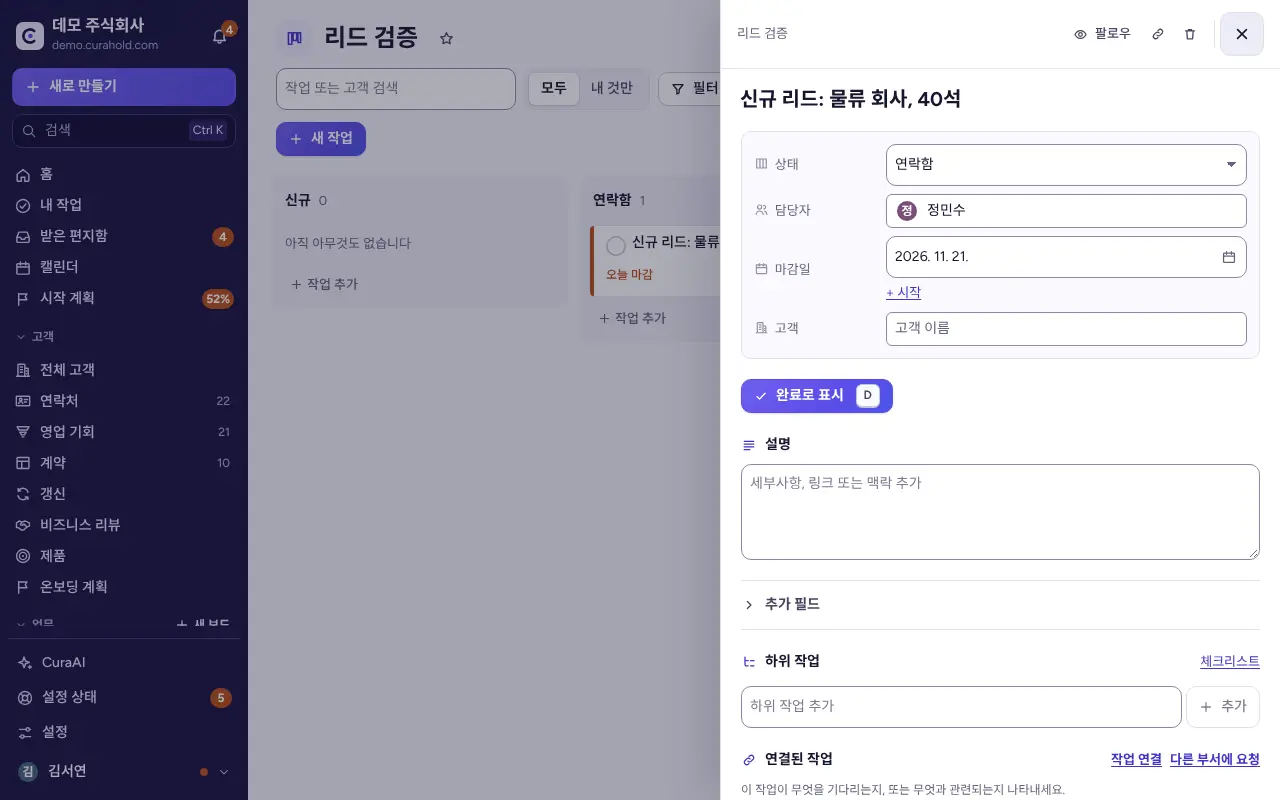 데모 주식회사
demo.curahold.com
4
새로 만들기
검색
Ctrl K
홈
내 작업
받은 편지함
4
캘린더
시작 계획
52%
고객
전체 고객
연락처
22
영업 기회
21
계약
10
갱신
비즈니스 리뷰
제품
온보딩 계획
업무
+ 새 보드
CuraAI
설정 상태
5
설정
김
김서연
리드 검증
작업 또는 고객 검색
모두
내 것만
필터
+ 새 작업
신규 0
아직 아무것도 없습니다
+ 작업 추가
연락함 1
신규 리드: 물류
오늘 마감
+ 작업 추가
리드 검증
팔로우
신규 리드: 물류 회사, 40석
상태
연락함
담당자
정
정민수
마감일
2026. 11. 21.
+ 시작
고객
고객 이름
완료로 표시
D
설명
세부사항, 링크 또는 맥락 추가
추가 필드
하위 작업
체크리스트
하위 작업 추가
+ 추가
연결된 작업
작업 연결
다른 부서에 요청
이 작업이 무엇을 기다리는지, 또는 무엇과 관련되는지 나타내세요.